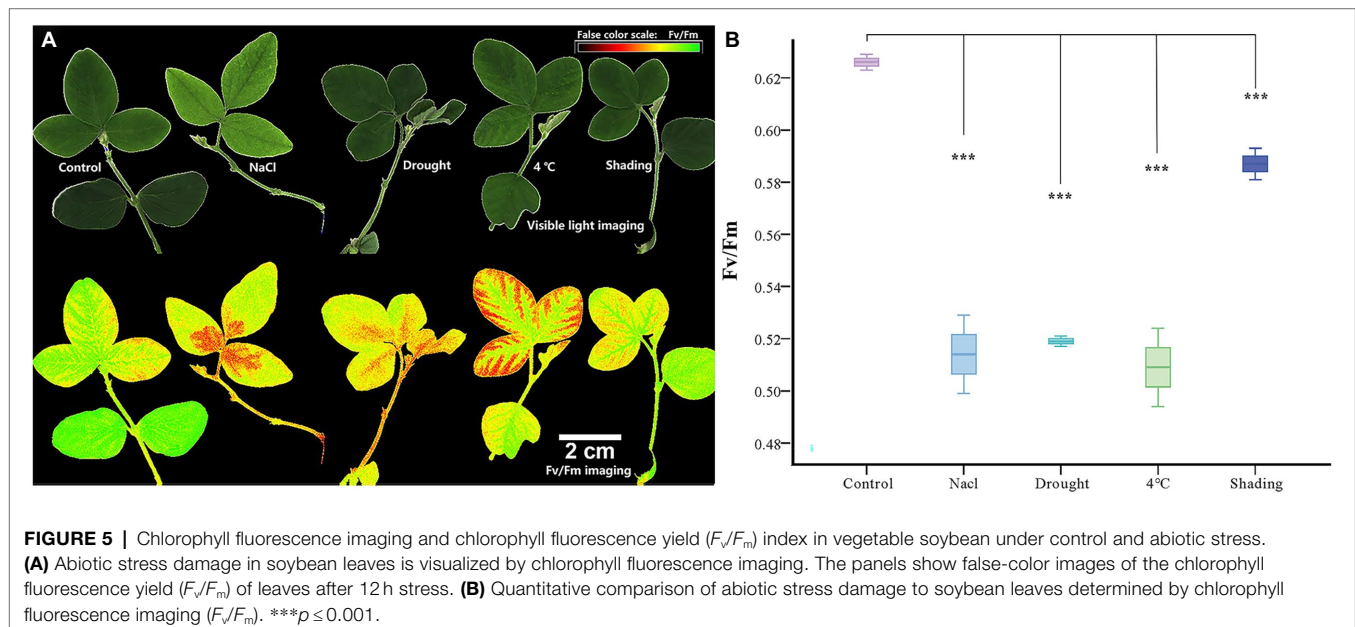 A
False color scale: Fv/Fm
Control
NaCl
Drought
4 ℃
Shading
Visible light imaging
2 cm
Fv/Fm imaging
B
Fv/Fm
0.62
0.60
0.58
0.56
0.54
0.52
0.50
0.48
***
***
***
***
Control
Nacl
Drought
4°C
Shading
FIGURE 5 | Chlorophyll fluorescence imaging and chlorophyll fluorescence yield (Fv/Fm) index in vegetable soybean under control and abiotic stress.
(A) Abiotic stress damage in soybean leaves is visualized by chlorophyll fluorescence imaging. The panels show false-color images of the chlorophyll
fluorescence yield (Fv/Fm) of leaves after 12 h stress. (B) Quantitative comparison of abiotic stress damage to soybean leaves determined by chlorophyll
fluorescence imaging (Fv/Fm). ***p ≤ 0.001.